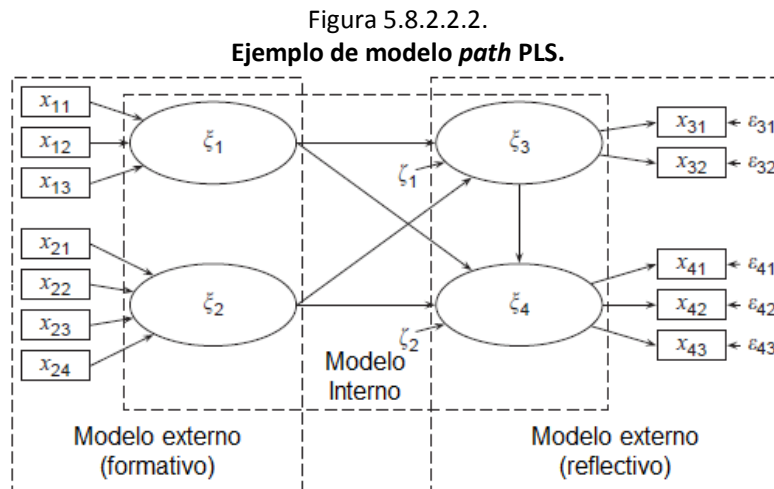 Figura 5.8.2.2.2.
Ejemplo de modelo path PLS.
x11
x12
x13
ξ1
x21
x22
x23
x24
ξ2
ξ3
ζ1
x31
ε31
x32
ε32
ξ4
ζ2
x41
ε41
x42
ε42
x43
ε43
Modelo
Interno
Modelo externo
(formativo)
Modelo externo
(reflectivo)